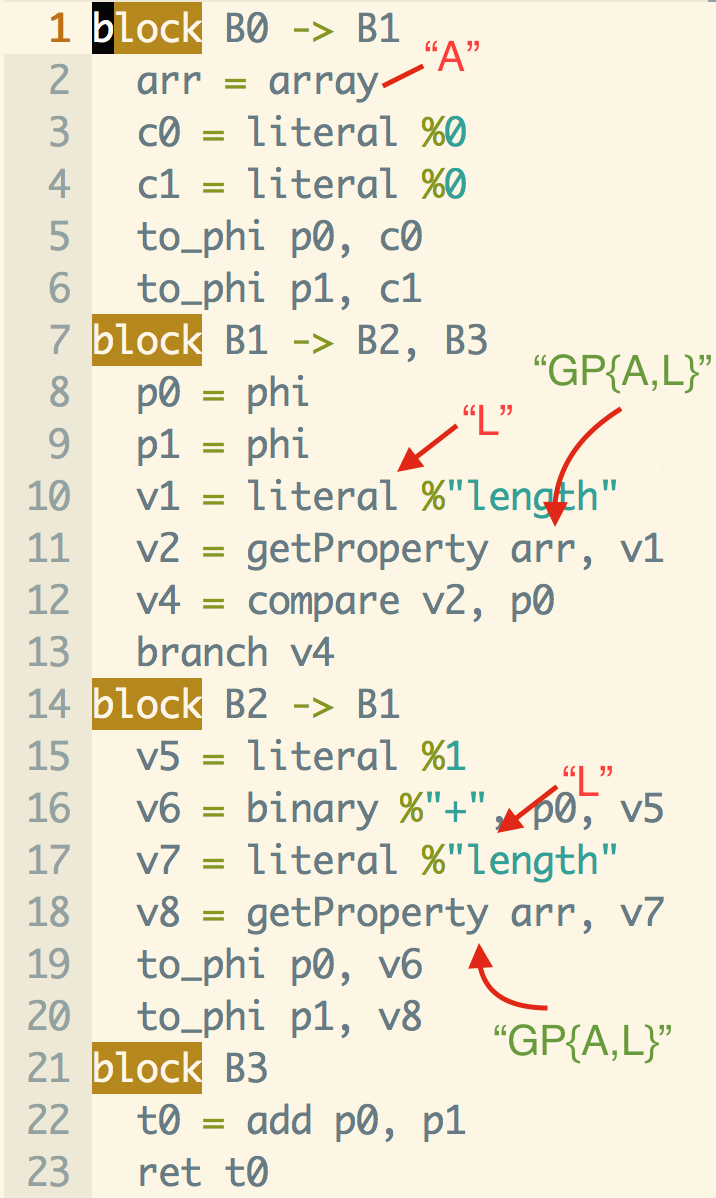 1 block B0 -> B1
“A”
2 arr = array
3 c0 = literal %0
4 c1 = literal %0
5 to_phi p0, c0
6 to_phi p1, c1
7 block B1 -> B2, B3
“GP{A,L}”
8 p0 = phi
“L”
9 p1 = phi
10 v1 = literal %"length"
11 v2 = getProperty arr, v1
12 v4 = compare v2, p0
13 branch v4
14 block B2 -> B1
15 v5 = literal %1
“L”
16 v6 = binary %"+", p0, v5
17 v7 = literal %"length"
18 v8 = getProperty arr, v7
19 to_phi p0, v6
20 to_phi p1, v8
“GP{A,L}”
21 block B3
22 t0 = add p0, p1
23 ret t0